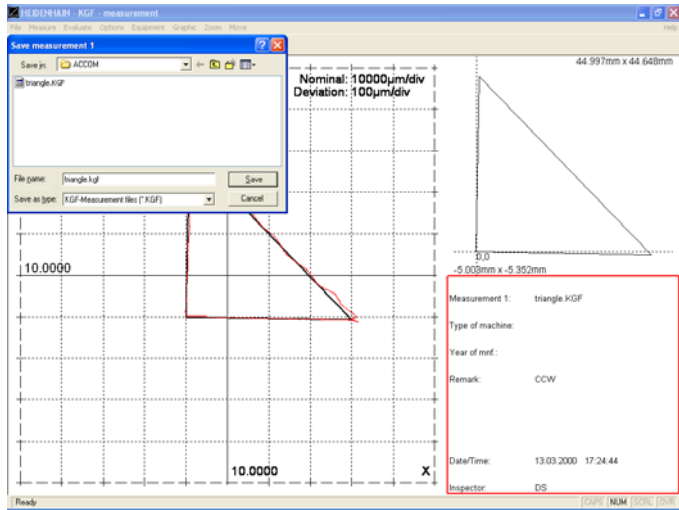 HEIDENHAIN - KGF - measurement
File Measure Evaluate Options Equipment Graphic Zoom Move Help
Save measurement 1
Save in: ACCOM
triangle.KGF
File name: triangle.kgf Save
Save as type: KGF-Measurement files (*.KGF) Cancel
Nominal: 10000µm/div
Deviation: 100µm/div
10.0000
10.0000 X
44.997mm x 44.648mm
0,0
-5.003mm x -5.352mm
Measurement 1: triangle.KGF
Type of machine:
Year of mnf.:
Remark: CCW
Date/Time: 13.03.2000 17:24:44
Inspector: DS
Ready CAPS NUM SCRL OVR